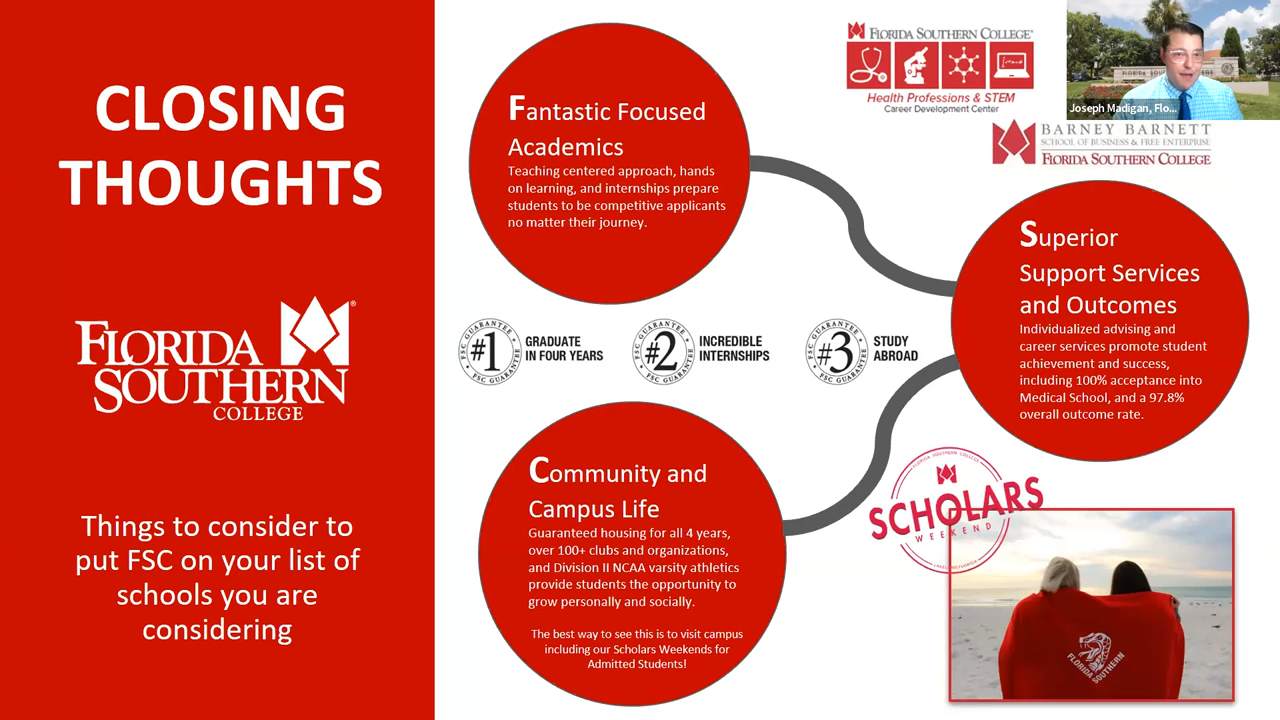 CLOSING
THOUGHTS
FLORIDA
SOUTHERN
COLLEGE
®
Things to consider to
put FSC on your list of
schools you are
considering
Fantastic Focused
Academics
Teaching centered approach, hands
on learning, and internships prepare
students to be competitive applicants
no matter their journey.
FLORIDA SOUTHERN COLLEGE
Health Professions & STEM
Career Development Center
Joseph Madigan, Flo...
BARNEY BARNETT
SCHOOL OF BUSINESS & FREE ENTERPRISE
FLORIDA SOUTHERN COLLEGE
Superior
Support Services
and Outcomes
Individualized advising and
career services promote student
achievement and success,
including 100% acceptance into
Medical School, and a 97.8%
overall outcome rate.
FSC GUARANTEE
#1
FSC GUARANTEE
GRADUATE
IN FOUR YEARS
FSC GUARANTEE
#2
FSC GUARANTEE
INCREDIBLE
INTERNSHIPS
FSC GUARANTEE
#3
FSC GUARANTEE
STUDY
ABROAD
Community and
Campus Life
Guaranteed housing for all 4 years,
over 100+ clubs and organizations,
and Division II NCAA varsity athletics
provide students the opportunity to
grow personally and socially.
The best way to see this is to visit campus
including our Scholars Weekends for
Admitted Students!
FLORIDA SOUTHERN COLLEGE
SCHOLARS
WEEKEND
LAKELAND, FLORIDA
FLORIDA SOUTHERN